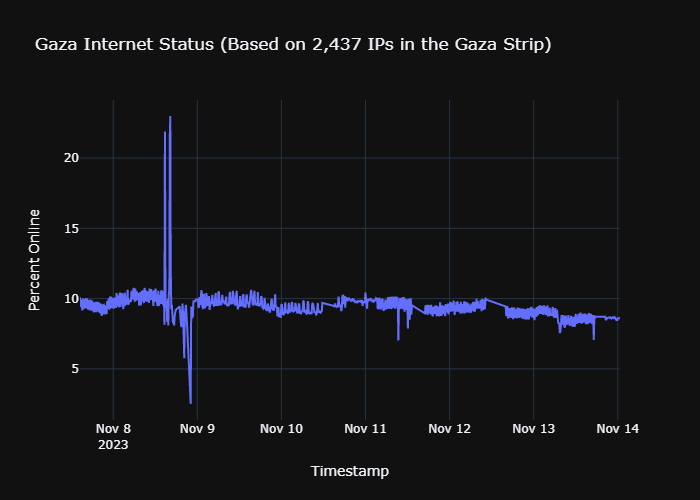 Gaza Internet Status (Based on 2,437 IPs in the Gaza Strip)
Percent Online
20
15
10
5
Nov 8 Nov 9 Nov 10 Nov 11 Nov 12 Nov 13 Nov 14
2023
Timestamp